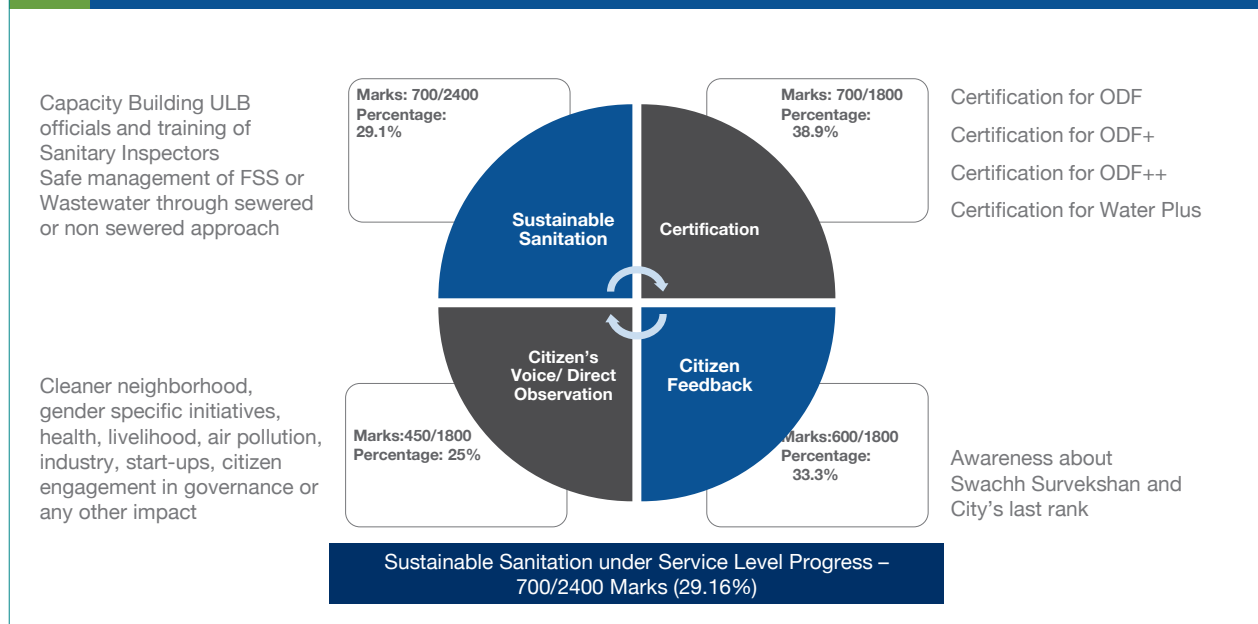 Capacity Building ULB
officials and training of
Sanitary Inspectors
Safe management of FSS or
Wastewater through sewered
or non sewered approach
Marks: 700/2400
Percentage:
29.1%
Sustainable
Sanitation
Certification
Marks: 700/1800
Percentage:
38.9%
Certification for ODF
Certification for ODF+
Certification for ODF++
Certification for Water Plus
Cleaner neighborhood,
gender specific initiatives,
health, livelihood, air pollution,
industry, start-ups, citizen
engagement in governance or
any other impact
Marks:450/1800
Percentage: 25%
Citizen's
Voice/ Direct
Observation
Citizen
Feedback
Marks:600/1800
Percentage:
33.3%
Awareness about
Swachh Survekshan and
City's last rank
Sustainable Sanitation under Service Level Progress –
700/2400 Marks (29.16%)